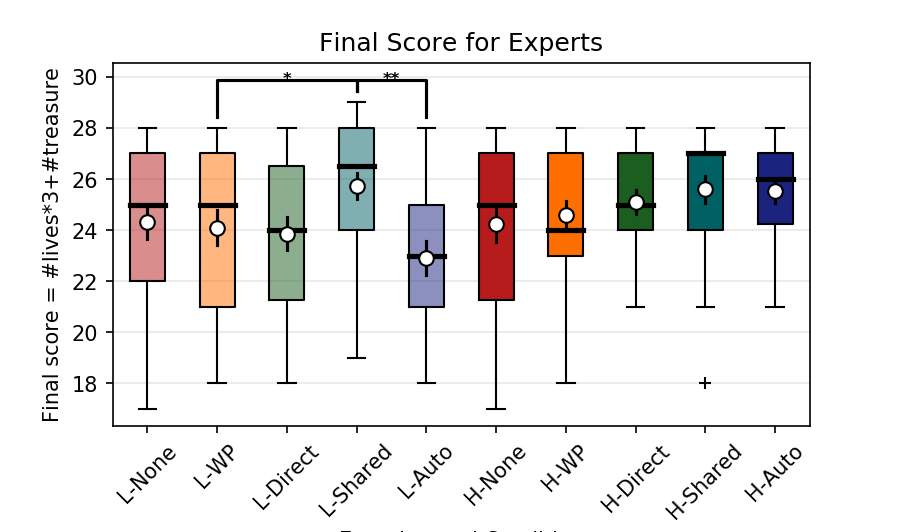 Final Score for Experts
Final score = #lives*3+#treasure
30
28
26
24
22
20
18
*
**
L-None
L-WP
L-Direct
L-Shared
L-Auto
H-None
H-WP
H-Direct
H-Shared
H-Auto